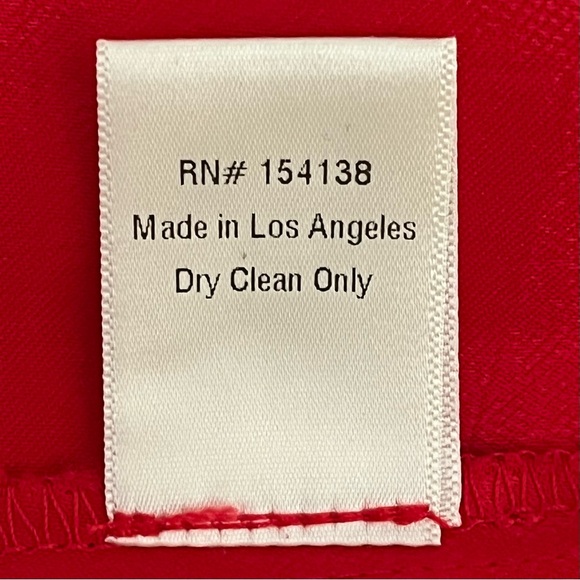 RN# 154138
Made in Los Angeles
Dry Clean Only